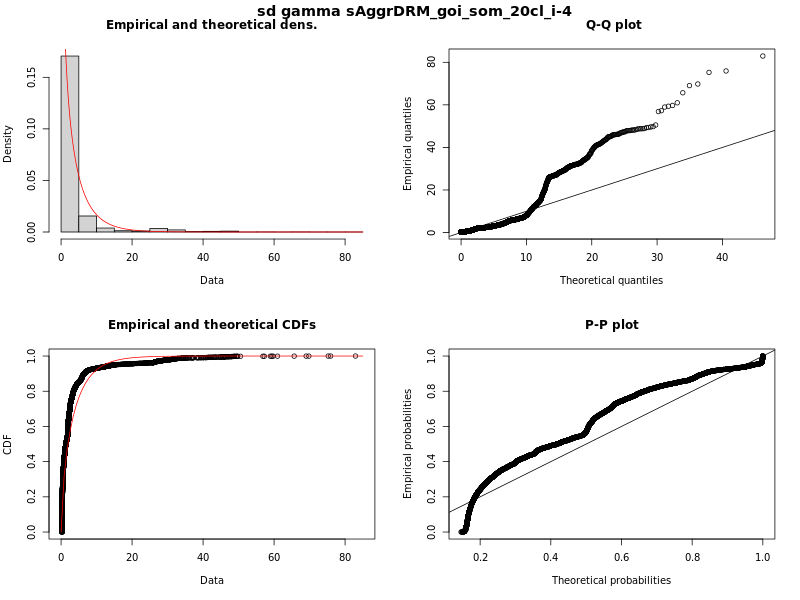 sd gamma sAggrDRM_goi_som_20cl_i-4
Empirical and theoretical dens.
Density
0.00 0.05 0.10 0.15
0 20 40 60 80
Data
Q-Q plot
Empirical quantiles
0 20 40 60 80
0 10 20 30 40
Theoretical quantiles
Empirical and theoretical CDFs
CDF
0.0 0.2 0.4 0.6 0.8 1.0
0 20 40 60 80
Data
P-P plot
Empirical probabilities
0.0 0.2 0.4 0.6 0.8 1.0
0.2 0.4 0.6 0.8 1.0
Theoretical probabilities